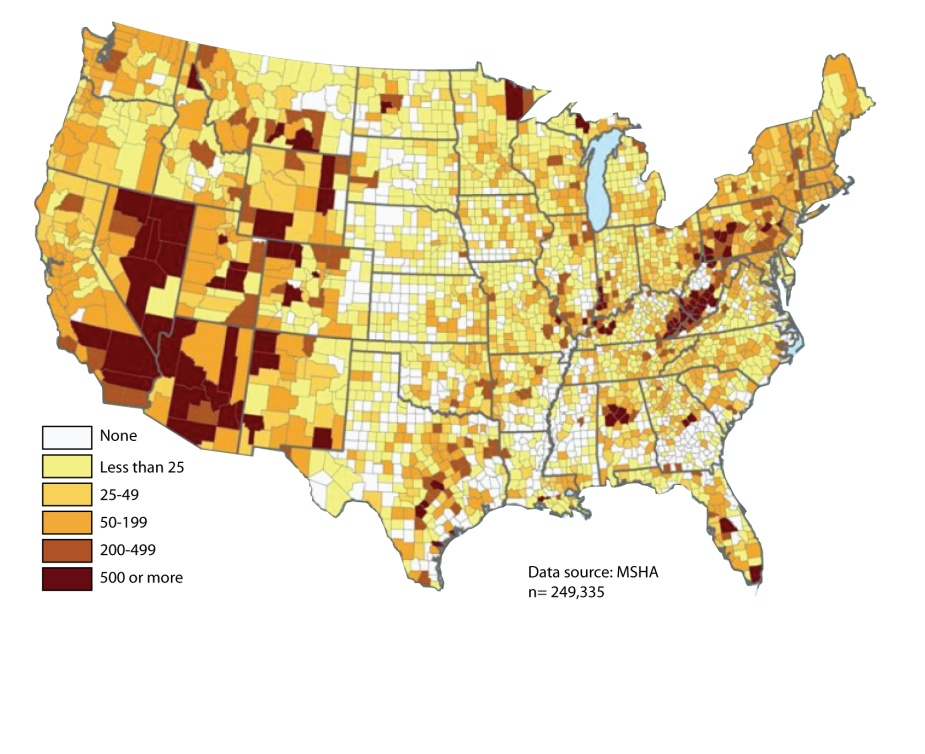 None
Less than 25
25-49
50-199
200-499
500 or more
Data source: MSHA
n= 249,335